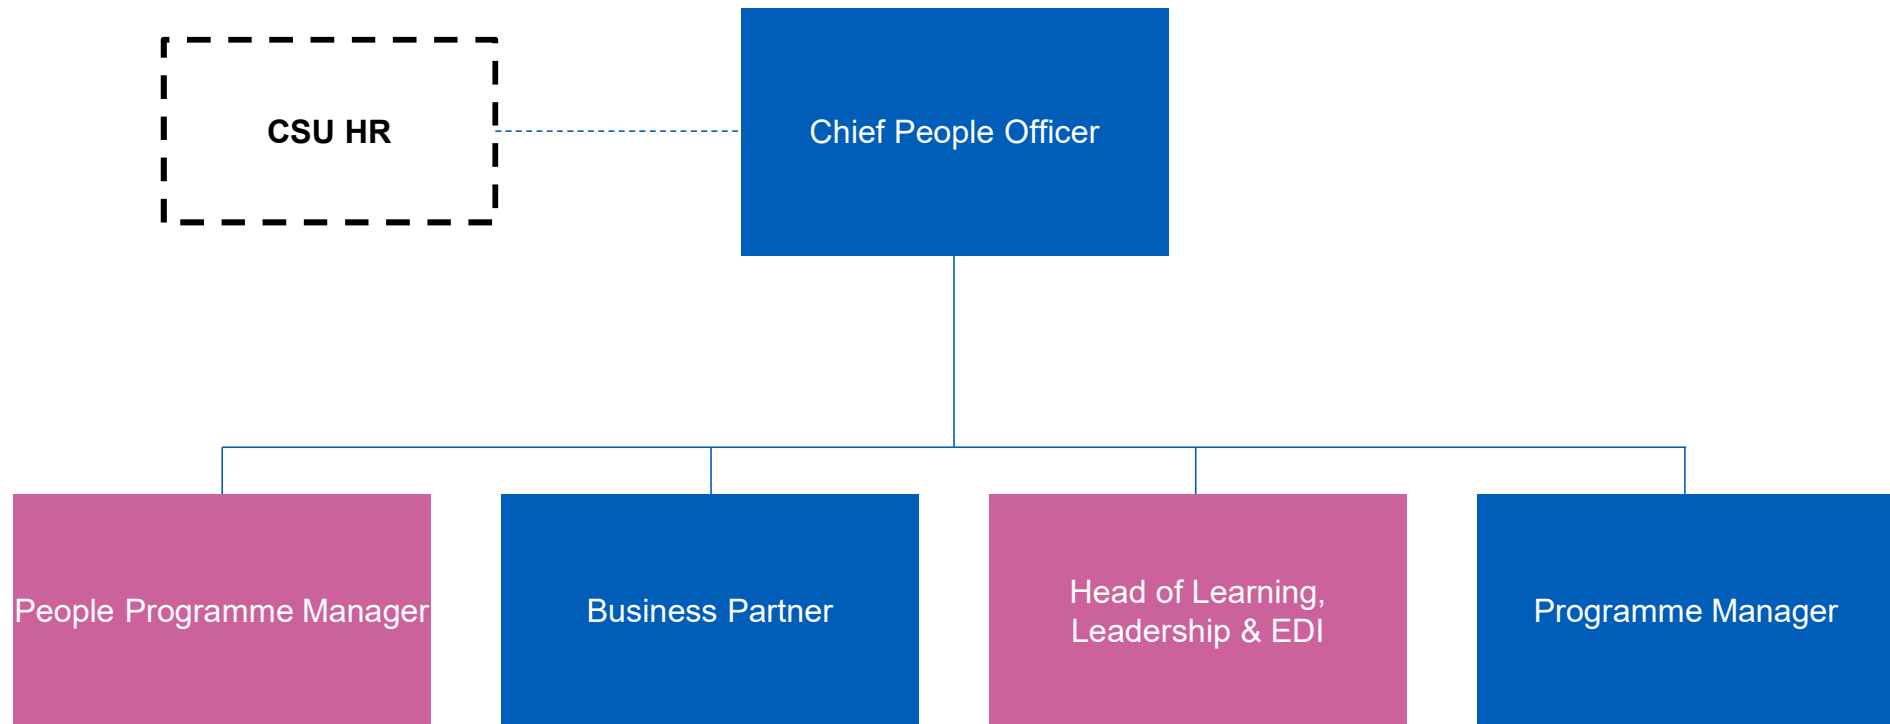 CSU HR
Chief People Officer
People Programme Manager
Business Partner
Head of Learning,
Leadership & EDI
Programme Manager